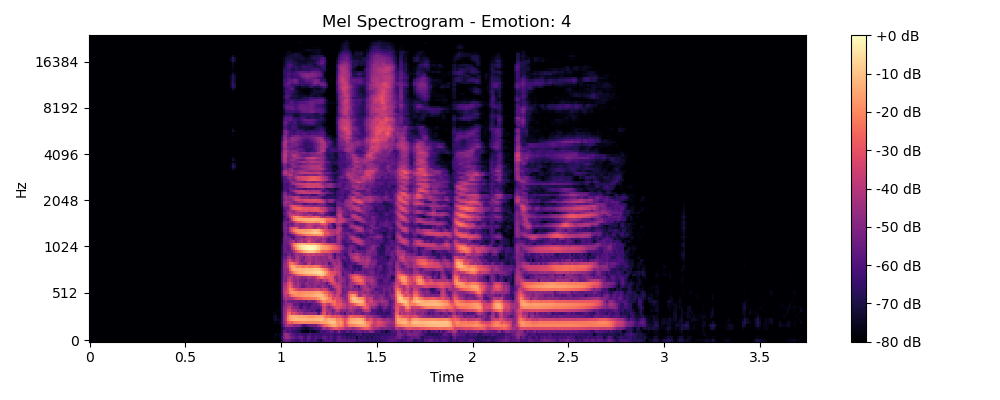 Mel Spectrogram - Emotion: 4
16384
8192
4096
2048
1024
512
0
Hz
0 0.5 1 1.5 2 2.5 3 3.5
Time
+0 dB
-10 dB
-20 dB
-30 dB
-40 dB
-50 dB
-60 dB
-70 dB
-80 dB